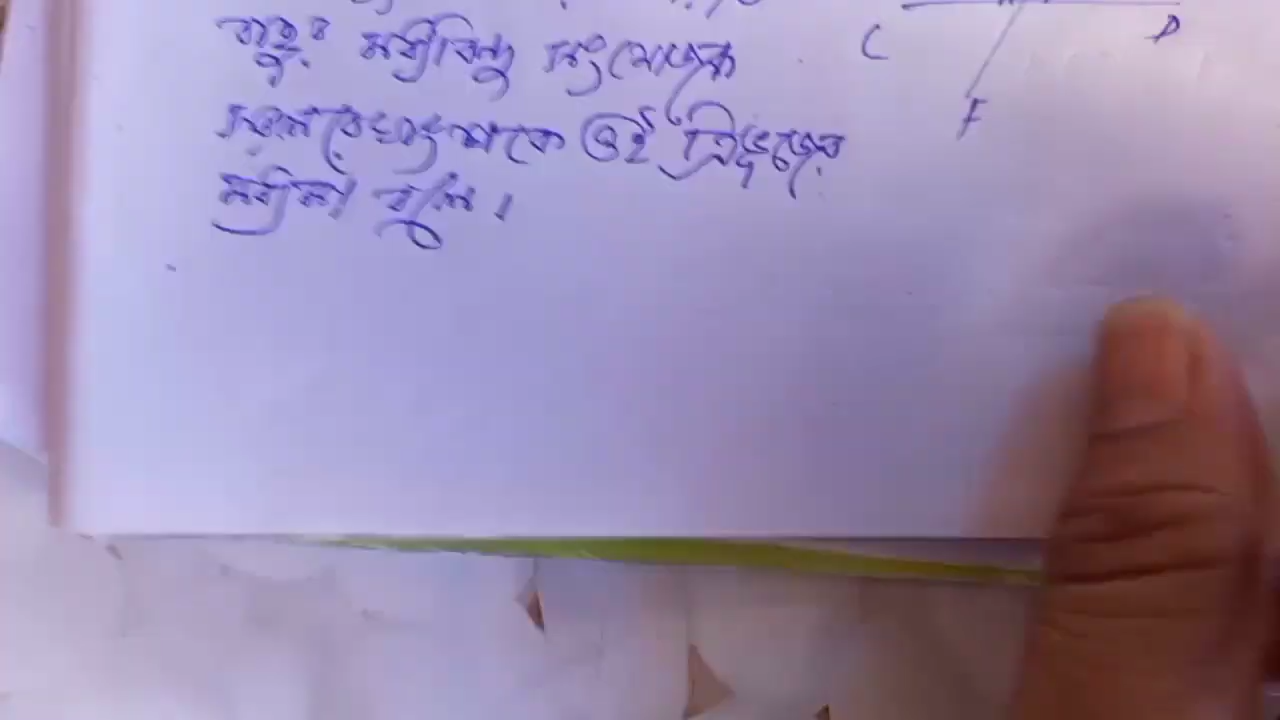 বাহুর মধ্যবিন্দু সংযোজক
C
D
সরলরেখাংশকে ঐ ত্রিভুজের
F
মধ্যমা বলে।